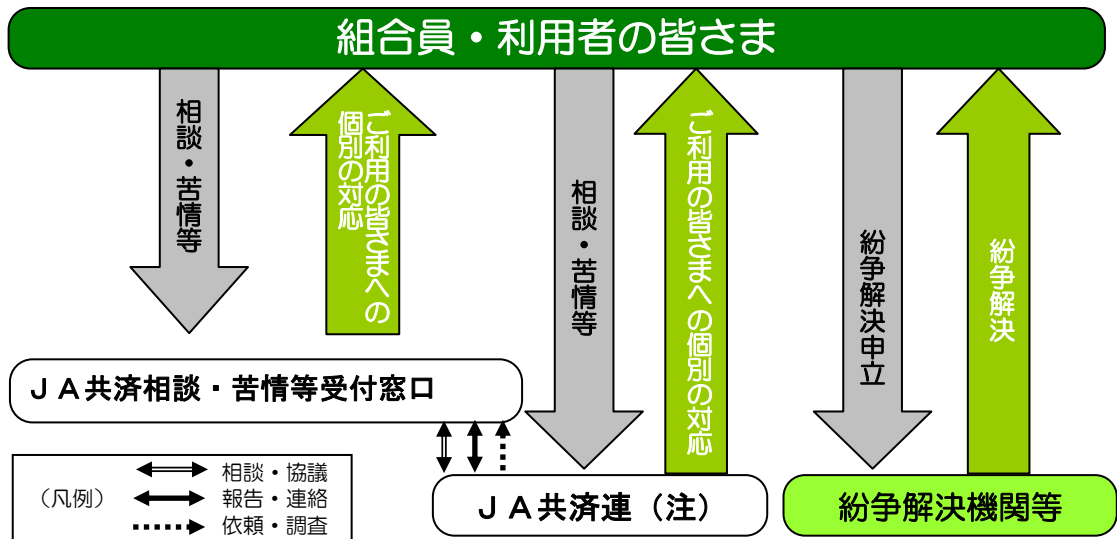 組合員・利用者の皆さま
相談・苦情等
ご利用の皆さまへの
個別の対応
相談・苦情等
ご利用の皆さまへの個別の対応
紛争解決申立
紛争解決
ＪＡ共済相談・苦情等受付窓口
（凡例）
相談・協議
報告・連絡
依頼・調査
ＪＡ共済連（注）
紛争解決機関等